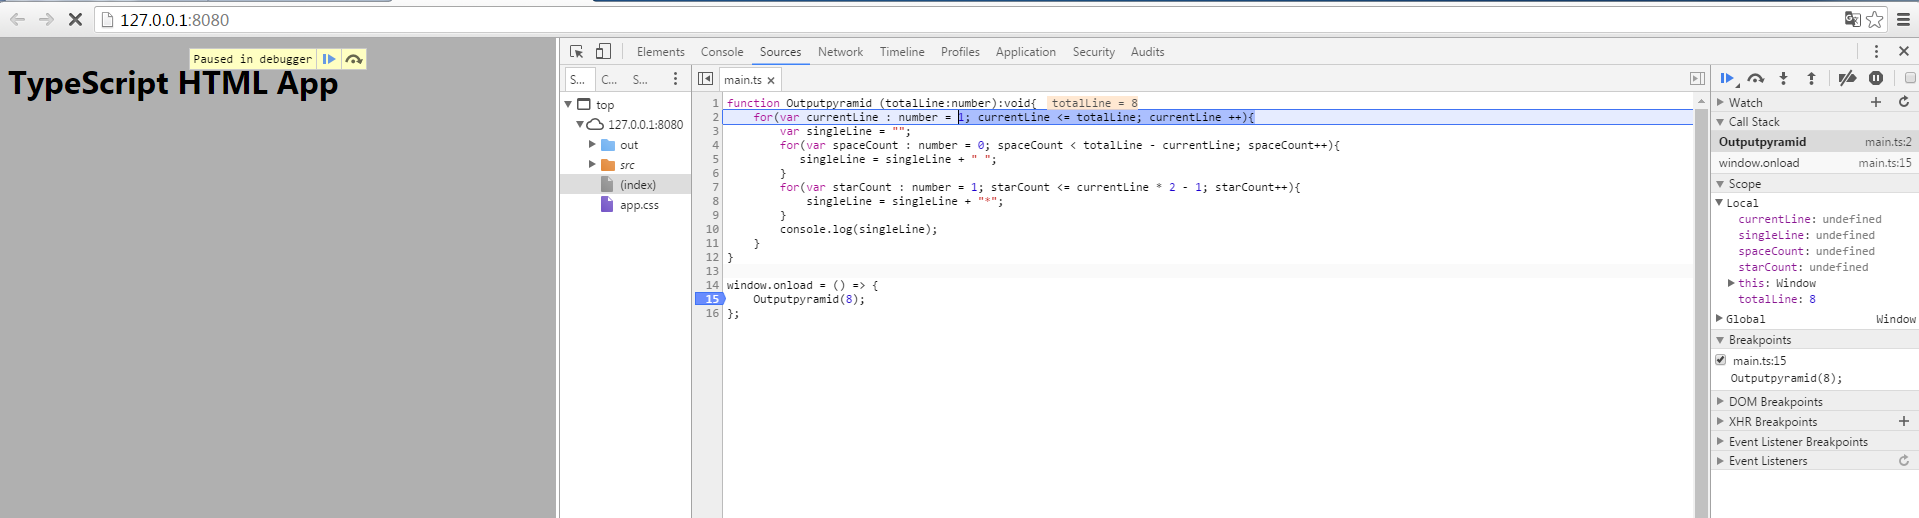 127.0.0.1:8080
Paused in debugger
TypeScript HTML App
Elements Console Sources Network Timeline Profiles Application Security Audits
S... C... S...
top
127.0.0.1:8080
out
src
(index)
app.css
main.ts ×
1 function Outputpyramid (totalLine:number):void{ totalLine = 8
2 for(var currentLine : number = 1; currentLine <= totalLine; currentLine ++){
3 var singleLine = "";
4 for(var spaceCount : number = 0; spaceCount < totalLine - currentLine; spaceCount++){
5 singleLine = singleLine + " ";
6 }
7 for(var starCount : number = 1; starCount <= currentLine * 2 - 1; starCount++){
8 singleLine = singleLine + "*";
9 }
10 console.log(singleLine);
11 }
12 }
13
14 window.onload = () => {
15 Outputpyramid(8);
16 };
Watch
Call Stack
Outputpyramid main.ts:2
window.onload main.ts:15
Scope
Local
currentLine: undefined
singleLine: undefined
spaceCount: undefined
starCount: undefined
this: Window
totalLine: 8
Global Window
Breakpoints
main.ts:15
Outputpyramid(8);
DOM Breakpoints
XHR Breakpoints
Event Listener Breakpoints
Event Listeners